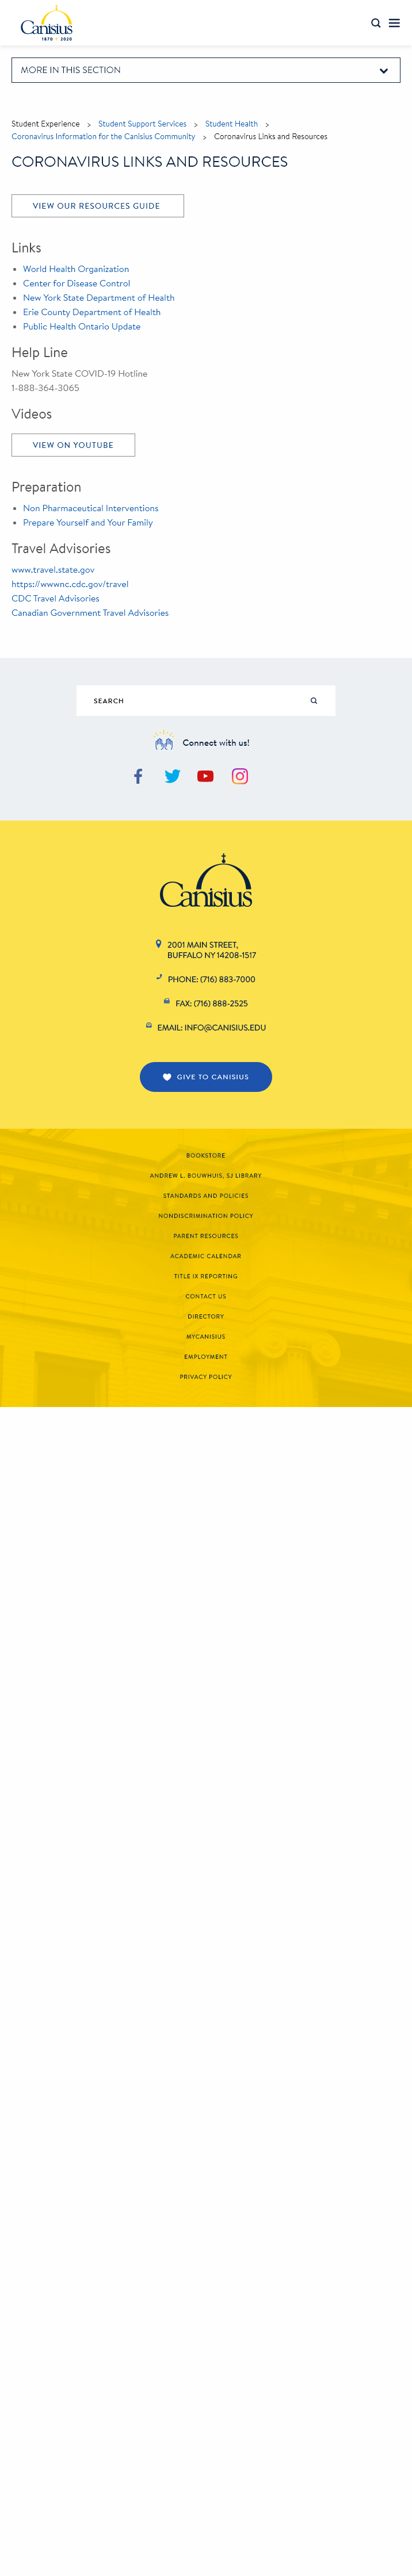 Canisius
1870 2020
MORE IN THIS SECTION
Student Experience > Student Support Services > Student Health >
Coronavirus Information for the Canisius Community > Coronavirus Links and Resources
CORONAVIRUS LINKS AND RESOURCES
VIEW OUR RESOURCES GUIDE
Links
World Health Organization
Center for Disease Control
New York State Department of Health
Erie County Department of Health
Public Health Ontario Update
Help Line
New York State COVID-19 Hotline
1-888-364-3065
Videos
VIEW ON YOUTUBE
Preparation
Non Pharmaceutical Interventions
Prepare Yourself and Your Family
Travel Advisories
www.travel.state.gov
https://wwwnc.cdc.gov/travel
CDC Travel Advisories
Canadian Government Travel Advisories
SEARCH
Connect with us!
Canisius
2001 MAIN STREET,
BUFFALO NY 14208-1517
PHONE: (716) 883-7000
FAX: (716) 888-2525
EMAIL: INFO@CANISIUS.EDU
GIVE TO CANISIUS
BOOKSTORE
ANDREW L. BOUWHUIS, SJ LIBRARY
STANDARDS AND POLICIES
NONDISCRIMINATION POLICY
PARENT RESOURCES
ACADEMIC CALENDAR
TITLE IX REPORTING
CONTACT US
DIRECTORY
MYCANISIUS
EMPLOYMENT
PRIVACY POLICY